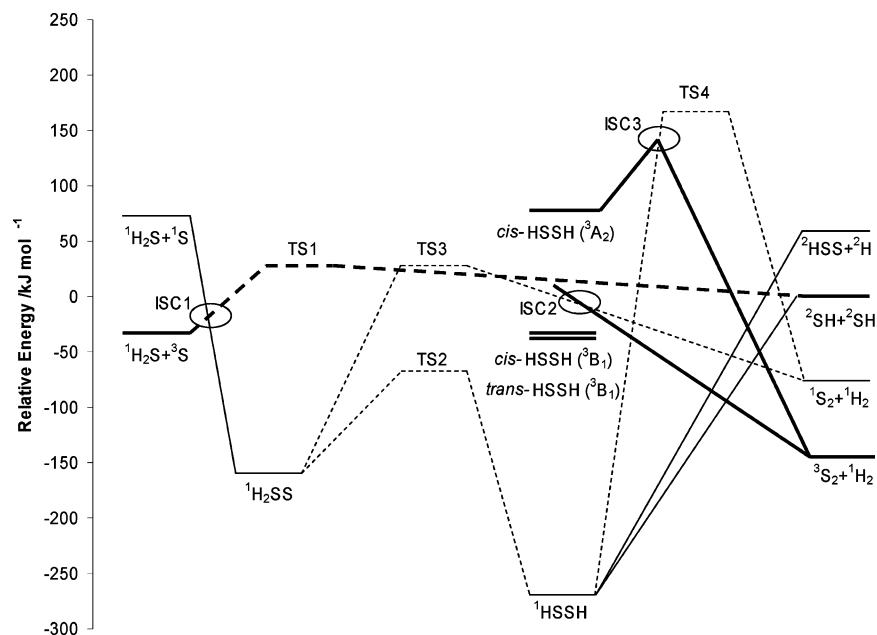 250
200
150
100
50
0
-50
-100
-150
-200
-250
-300
Relative Energy /kJ mol ⁻¹
¹H₂S+¹S
ISC1
¹H₂S+³S
TS1
¹H₂SS
TS3
TS2
ISC3
TS4
cis-HSSH (³A₂)
ISC2
cis-HSSH (³B₁)
trans-HSSH (³B₁)
¹HSSH
²HSS+²H
²SH+²SH
¹S₂+¹H₂
³S₂+¹H₂